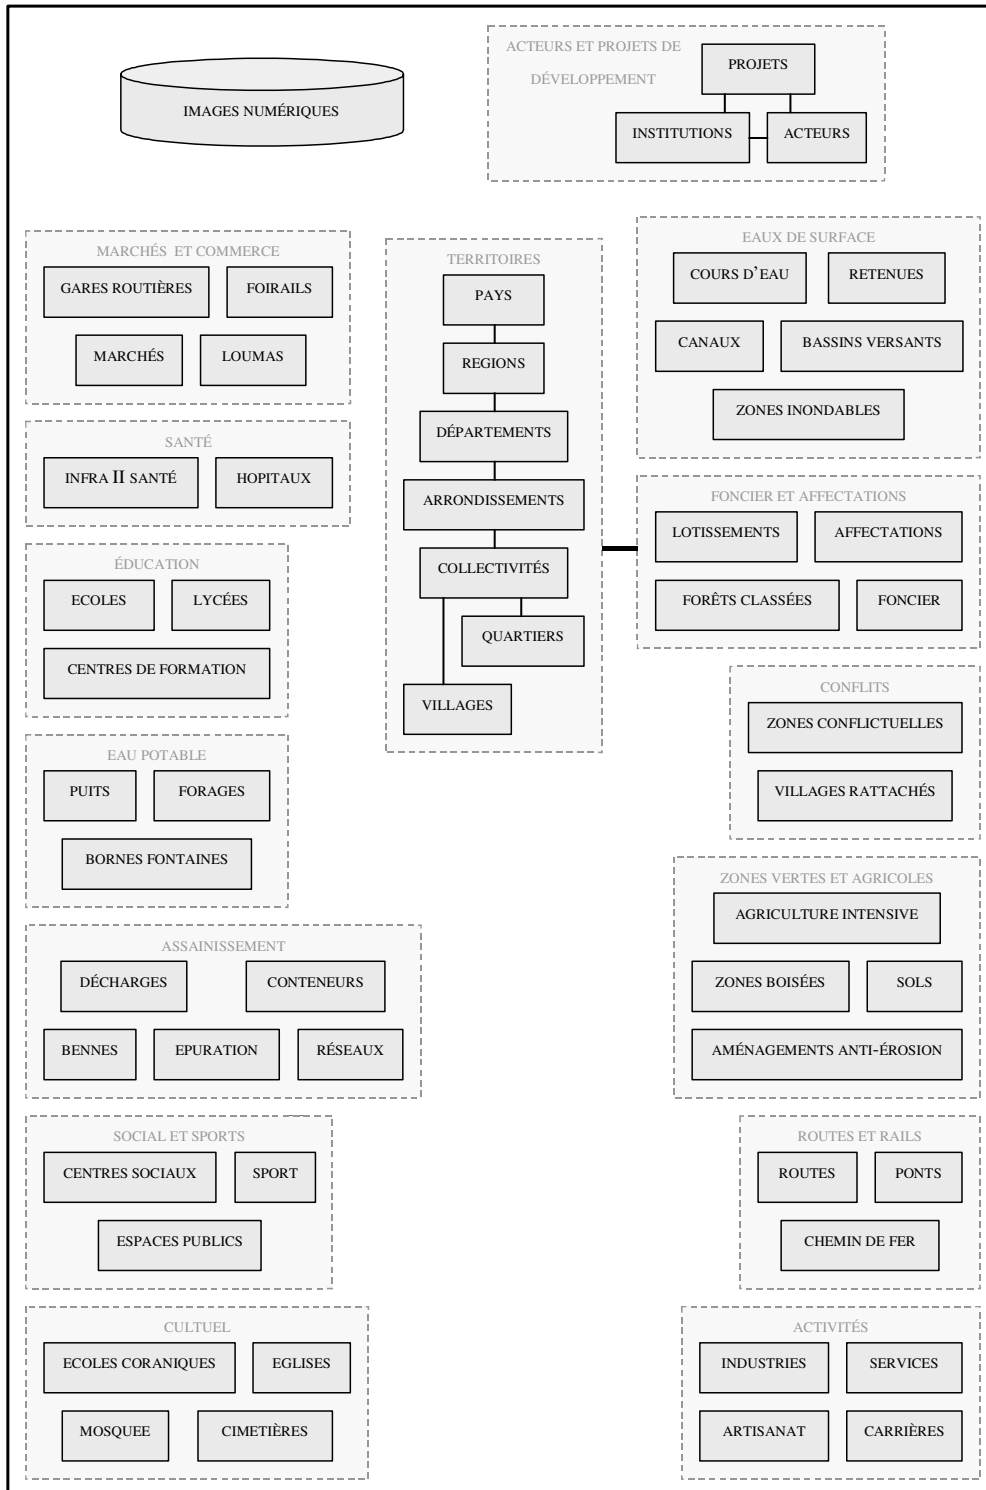 ACTEURS ET PROJETS DE
DÉVELOPPEMENT
PROJETS
INSTITUTIONS
ACTEURS
IMAGES NUMÉRIQUES
MARCHÉS ET COMMERCE
GARES ROUTIÈRES
FOIRAILS
MARCHÉS
LOUMAS
SANTÉ
INFRA II SANTÉ
HOPITAUX
ÉDUCATION
ECOLES
LYCÉES
CENTRES DE FORMATION
EAU POTABLE
PUITS
FORAGES
BORNES FONTAINES
ASSAINISSEMENT
DÉCHARGES
CONTENEURS
BENNES
EPURATION
RÉSEAUX
SOCIAL ET SPORTS
CENTRES SOCIAUX
SPORT
ESPACES PUBLICS
CULTUEL
ECOLES CORANIQUES
EGLISES
MOSQUEE
CIMETIÈRES
TERRITOIRES
PAYS
REGIONS
DÉPARTEMENTS
ARRONDISSEMENTS
COLLECTIVITÉS
QUARTIERS
VILLAGES
EAUX DE SURFACE
COURS D'EAU
RETENUES
CANAUX
BASSINS VERSANTS
ZONES INONDABLES
FONCIER ET AFFECTATIONS
LOTISSEMENTS
AFFECTATIONS
FORÊTS CLASSÉES
FONCIER
CONFLITS
ZONES CONFLICTUELLES
VILLAGES RATTACHÉS
ZONES VERTES ET AGRICOLES
AGRICULTURE INTENSIVE
ZONES BOISÉES
SOLS
AMÉNAGEMENTS ANTI-ÉROSION
ROUTES ET RAILS
ROUTES
PONTS
CHEMIN DE FER
ACTIVITÉS
INDUSTRIES
SERVICES
ARTISANAT
CARRIÈRES